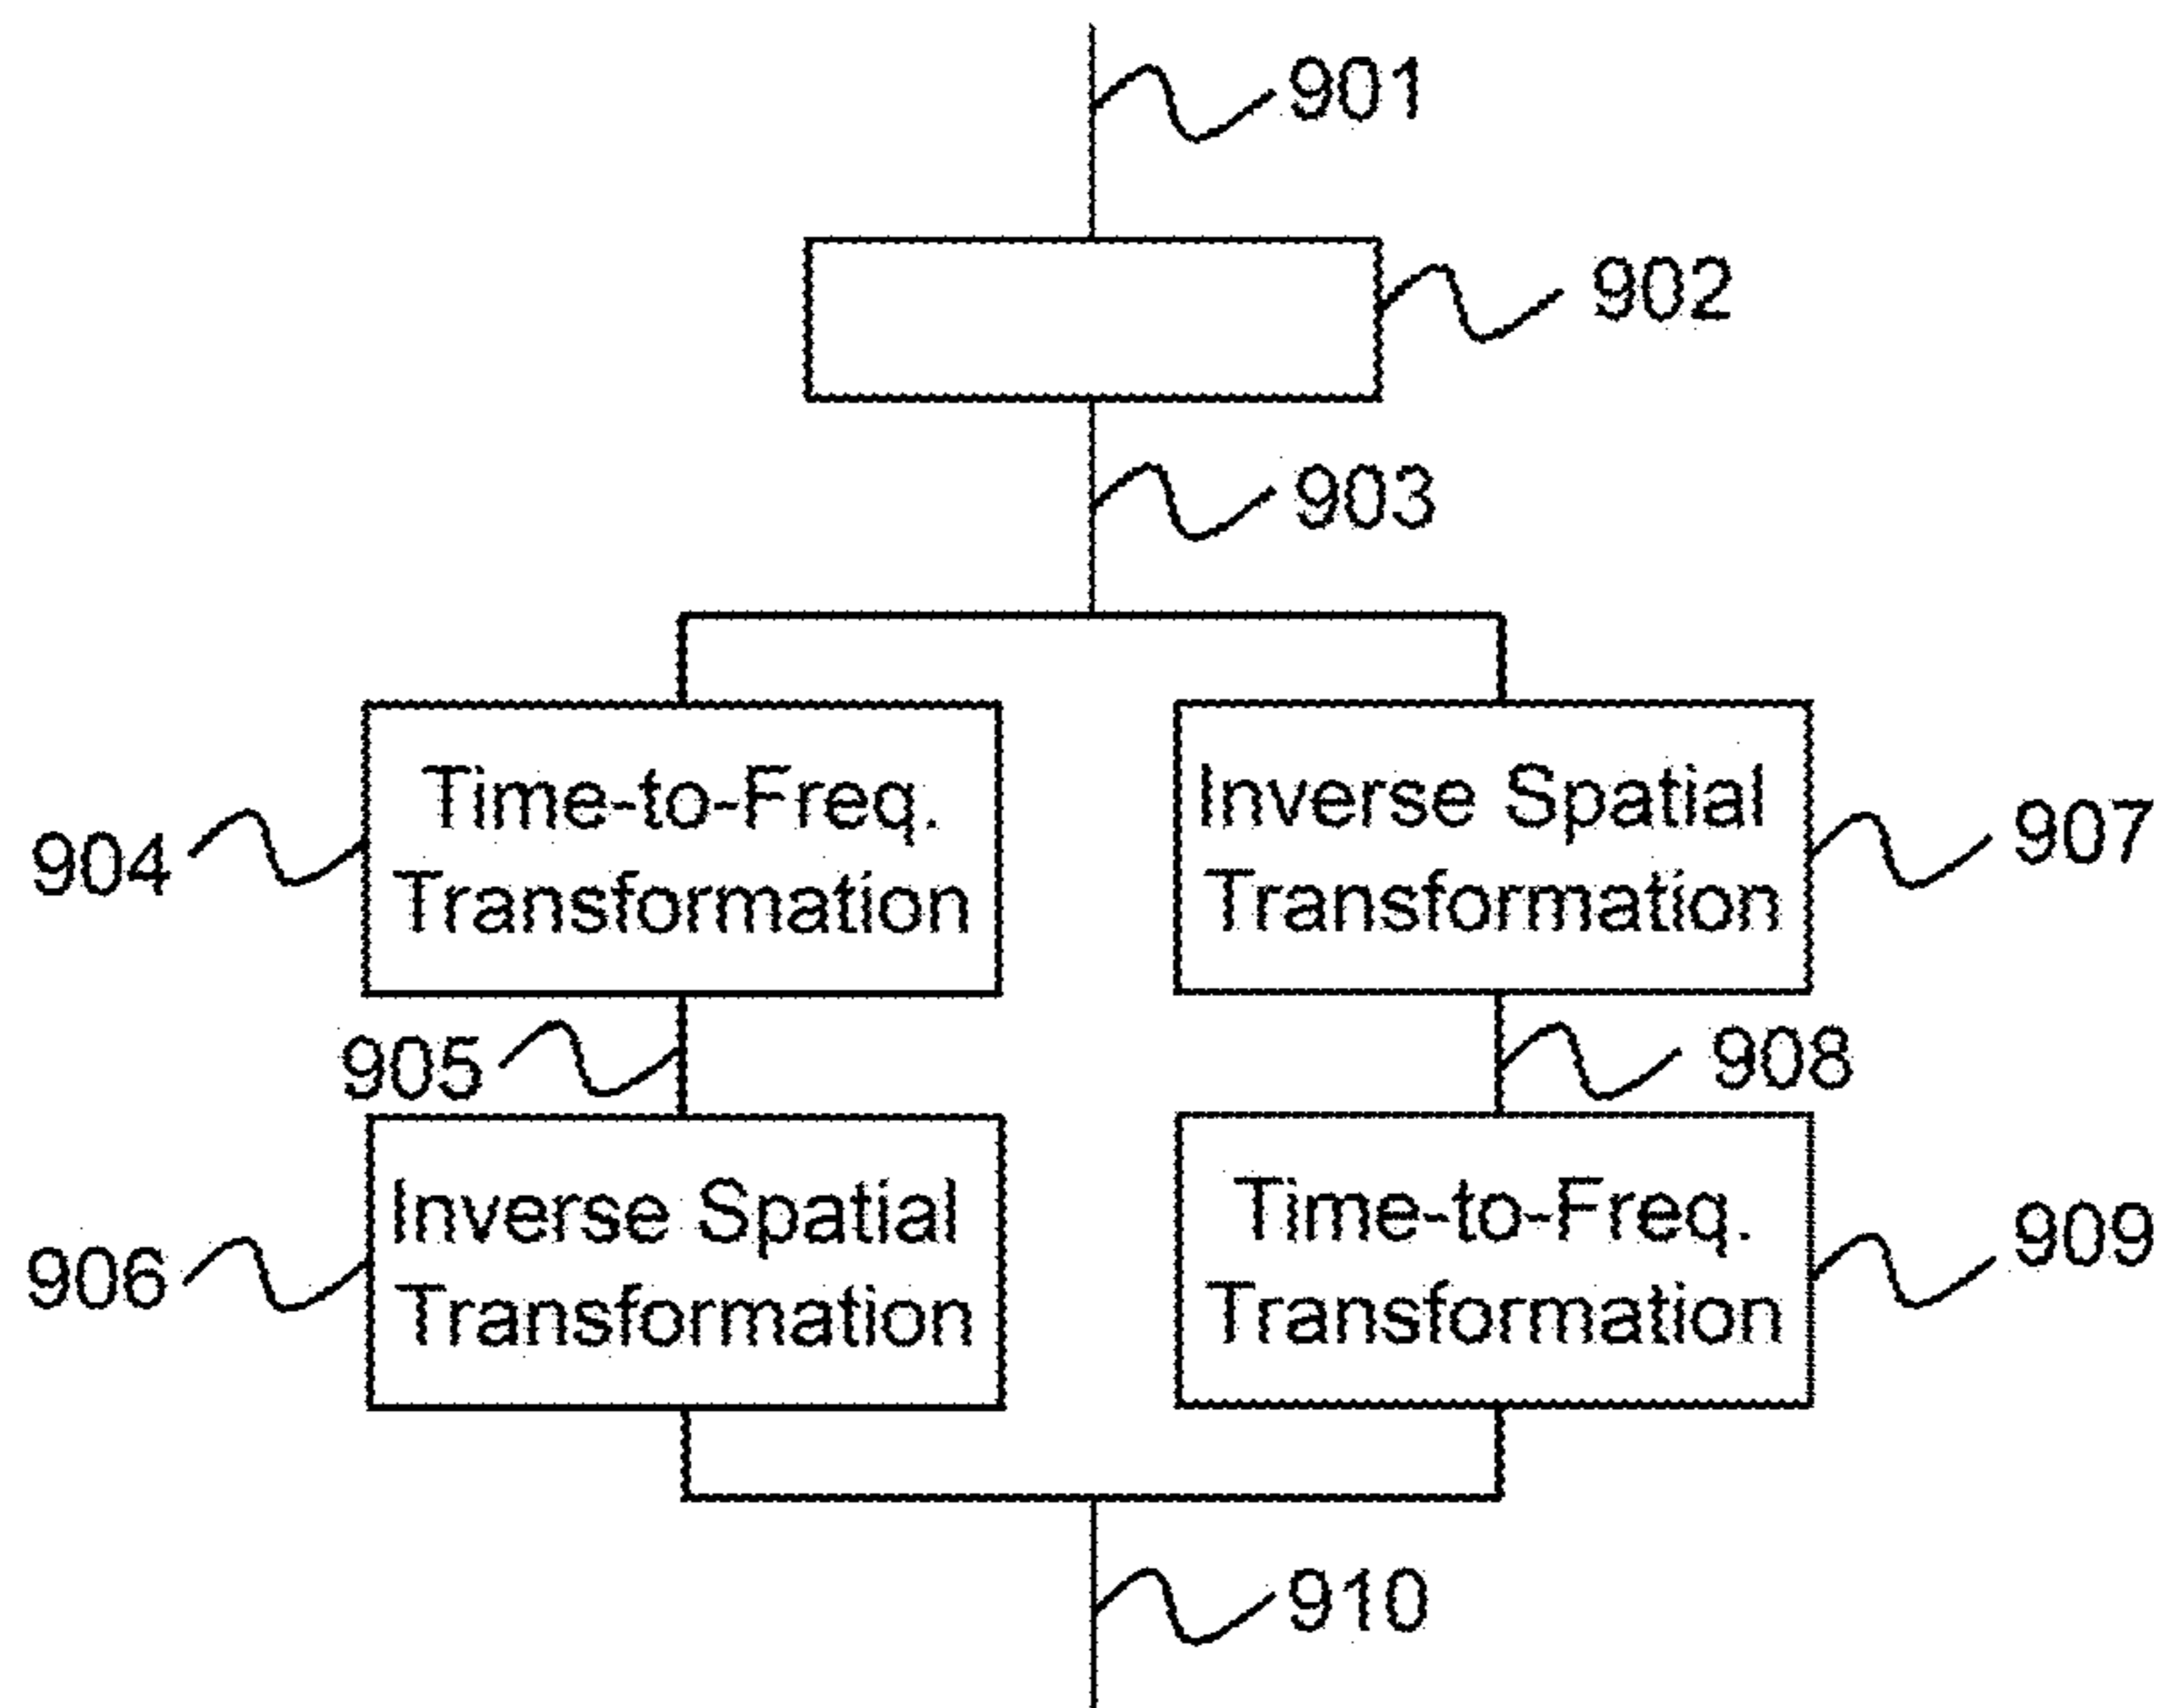 901
902
903
Time-to-Freq.
Transformation
904
Inverse Spatial
Transformation
907
905
908
Inverse Spatial
Transformation
906
Time-to-Freq.
Transformation
909
910